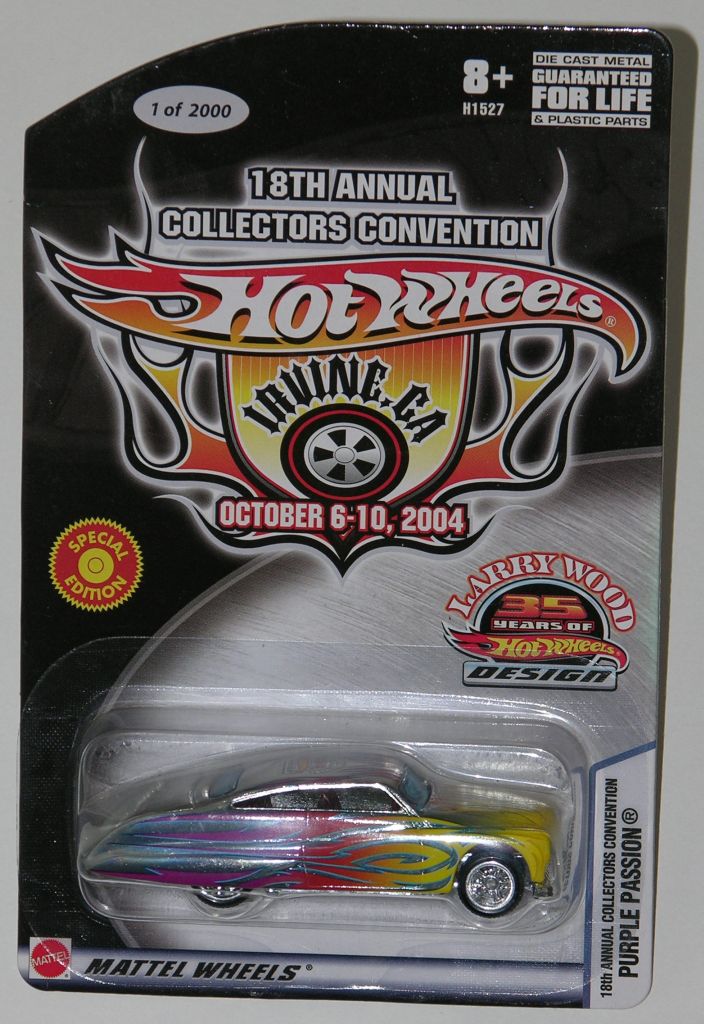 1 of 2000
8+
H1527
DIE CAST METAL
GUARANTEED
FOR LIFE
& PLASTIC PARTS
18TH ANNUAL
COLLECTORS CONVENTION
Hot Wheels®
IRVINE, CA
OCTOBER 6-10, 2004
SPECIAL
EDITION
LARRY WOOD
35
YEARS OF
Hot Wheels®
DESIGN
18th ANNUAL COLLECTORS CONVENTION
PURPLE PASSION®
MATTEL
MATTEL WHEELS®